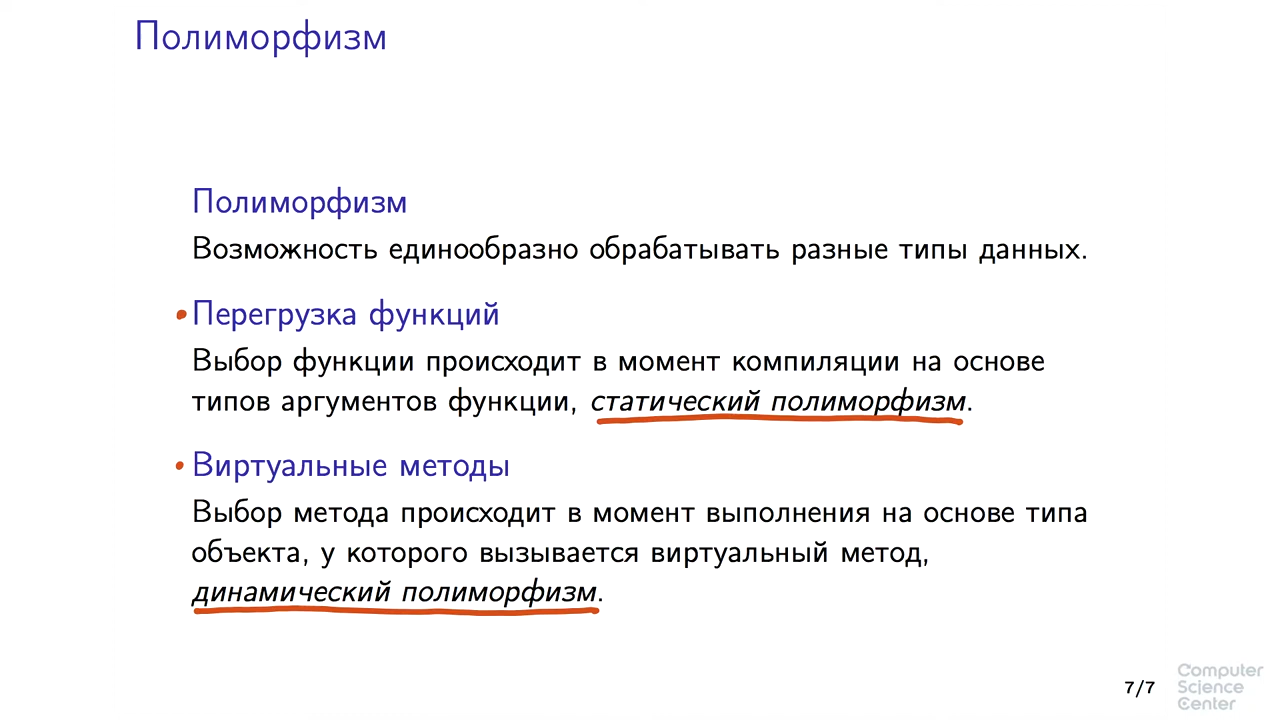 Полиморфизм
Полиморфизм
Возможность единообразно обрабатывать разные типы данных.
Перегрузка функций
Выбор функции происходит в момент компиляции на основе
типов аргументов функции, статический полиморфизм.
Виртуальные методы
Выбор метода происходит в момент выполнения на основе типа
объекта, у которого вызывается виртуальный метод,
динамический полиморфизм.
7/7
Computer
Science
Center